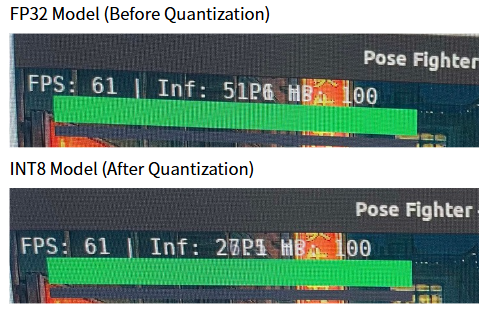 FP32 Model (Before Quantization)
Pose Fighter
FPS: 61 | Inf: 100
INT8 Model (After Quantization)
Pose Fighter
FPS: 61 | Inf: 100